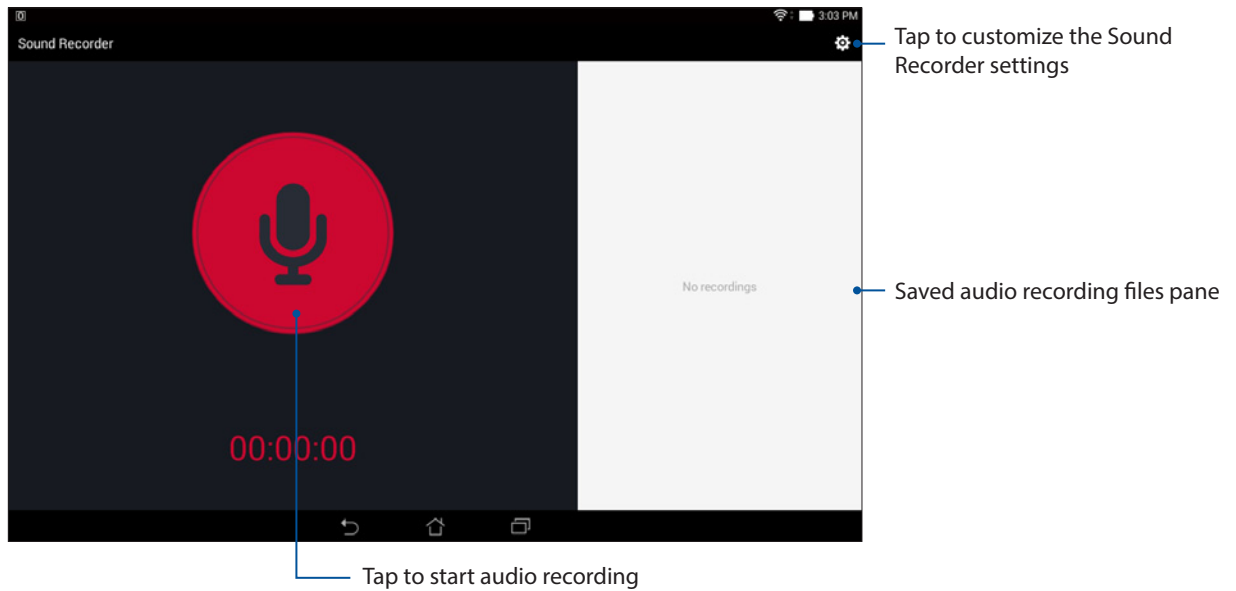 3:03 PM
Sound Recorder
Tap to customize the Sound
Recorder settings
No recordings
Saved audio recording files pane
00:00:00
Tap to start audio recording